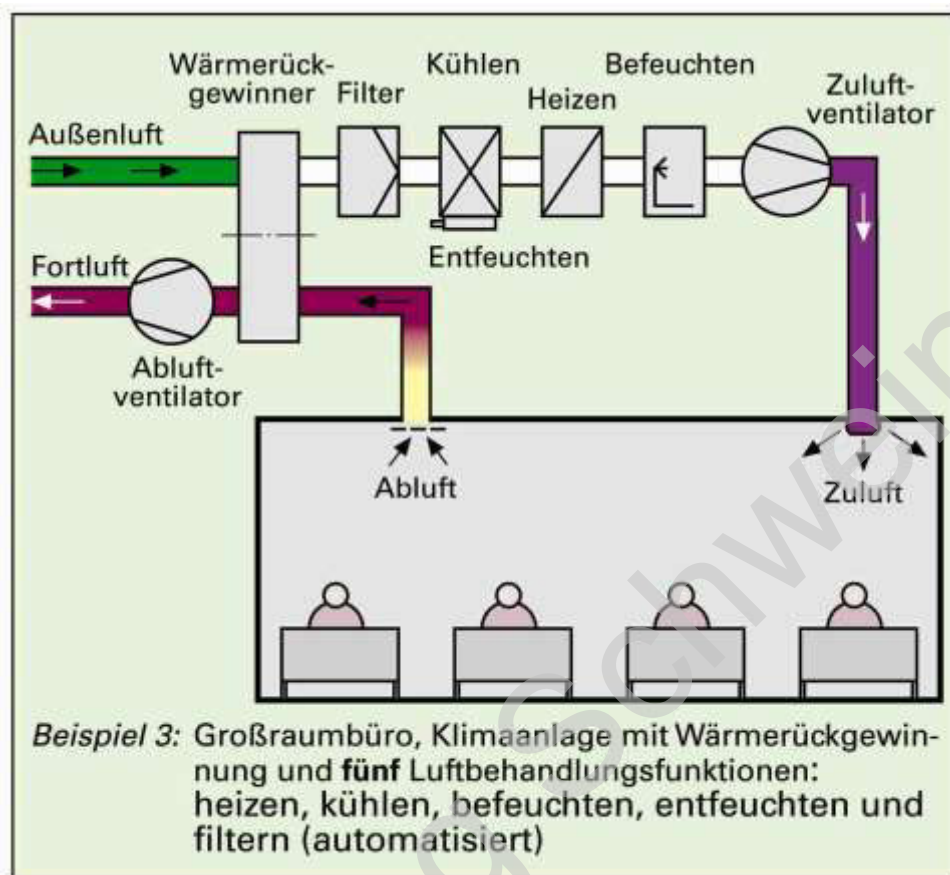 Wärmerück-
gewinner
Filter
Kühlen
Heizen
Befeuchten
Zuluft-
ventilator
Außenluft
Entfeuchten
Fortluft
Abluft-
ventilator
Abluft
Zuluft
Beispiel 3: Großraumbüro, Klimaanlage mit Wärmerückgewin-
nung und fünf Luftbehandlungsfunktionen:
heizen, kühlen, befeuchten, entfeuchten und
filtern (automatisiert)
g Schwein